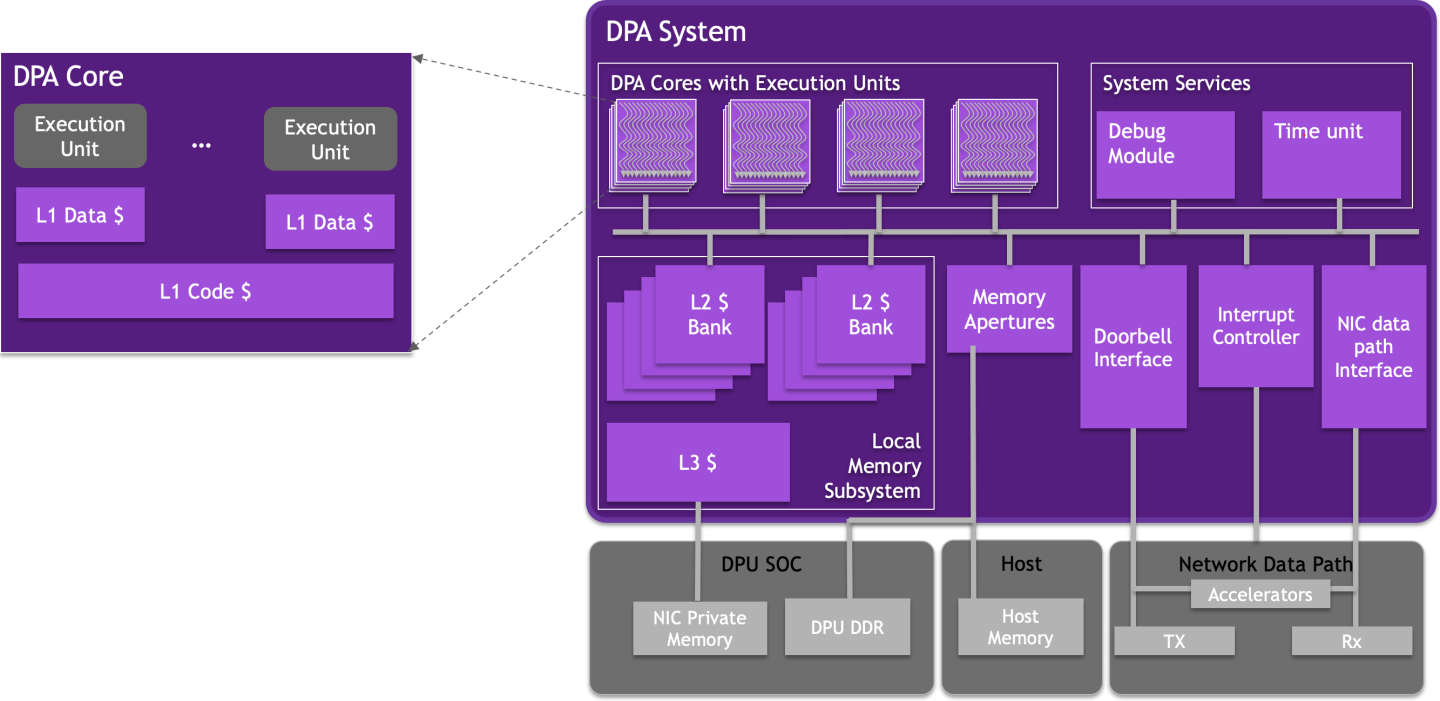 DPA Core
Execution
Unit
...
Execution
Unit
L1 Data $
L1 Data $
L1 Code $
DPA System
DPA Cores with Execution Units
System Services
Debug
Module
Time unit
L2 $
Bank
L2 $
Bank
Memory
Apertures
Doorbell
Interface
Interrupt
Controller
NIC data
path
Interface
L3 $
Local
Memory
Subsystem
DPU SOC
NIC Private
Memory
DPU DDR
Host
Host
Memory
Network Data Path
Accelerators
TX
Rx